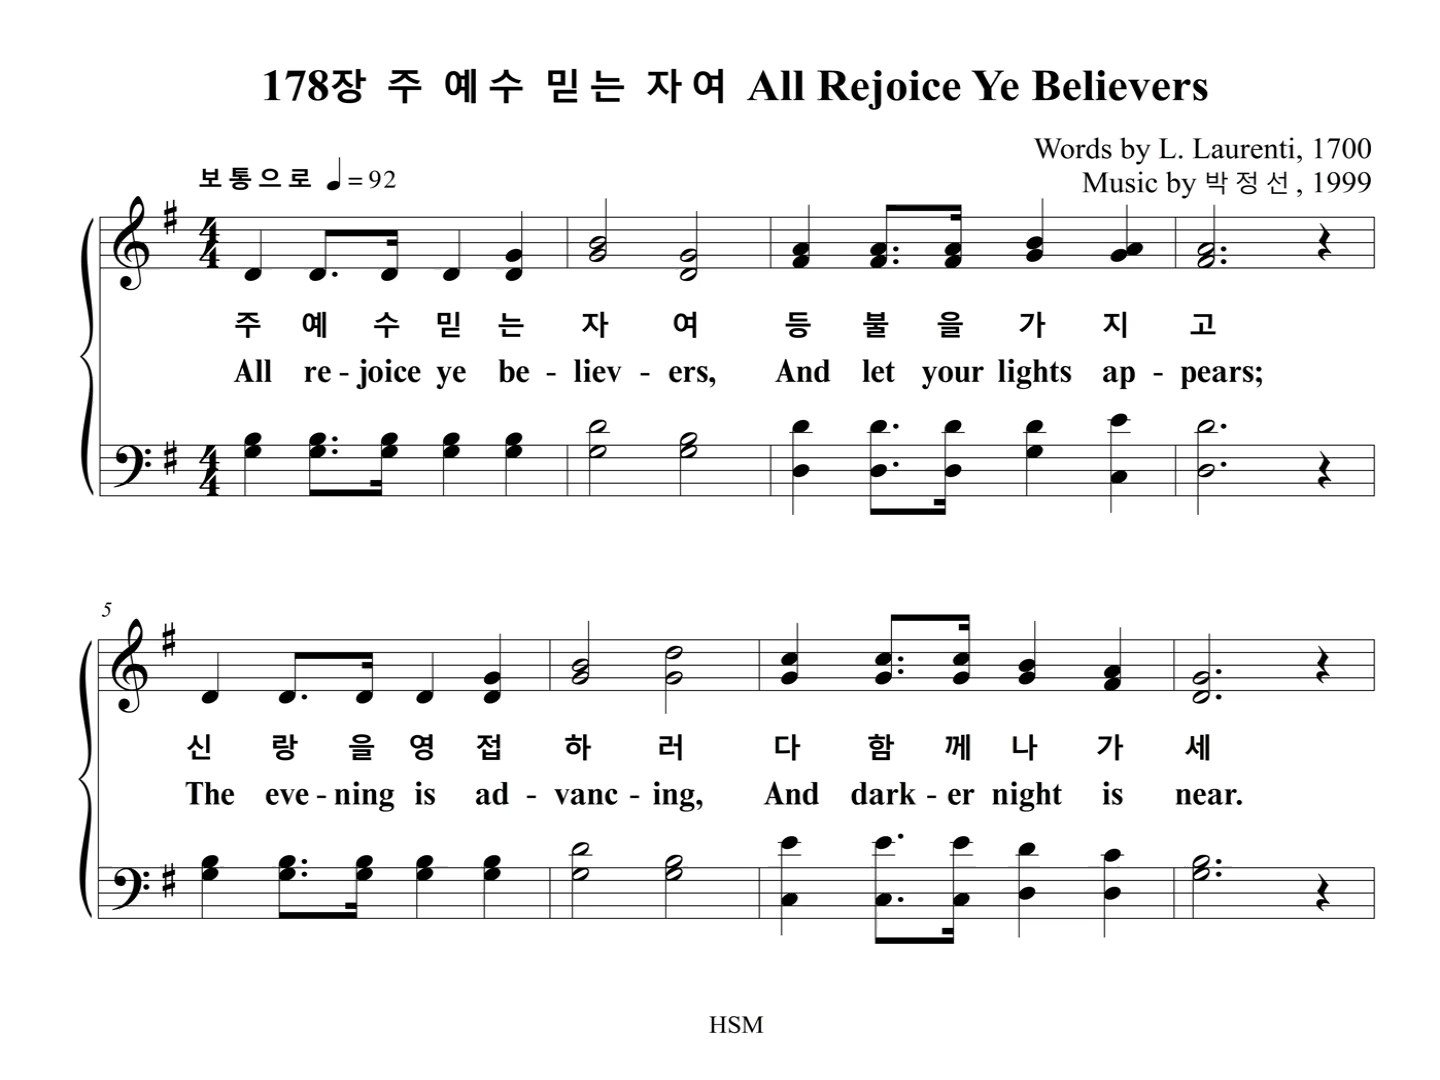 178장 주 예수 믿는 자여 All Rejoice Ye Believers
Words by L. Laurenti, 1700
보통으로 ♩=92
Music by 박정선, 1999
주 예 수 믿 는 자 여 등 불 을 가 지 고
All re - joice ye be - liev - ers, And let your lights ap - pears;
5
신 랑 을 영 접 하 러 다 함 께 나 가 세
The eve - ning is ad - vanc - ing, And dark - er night is near.
HSM